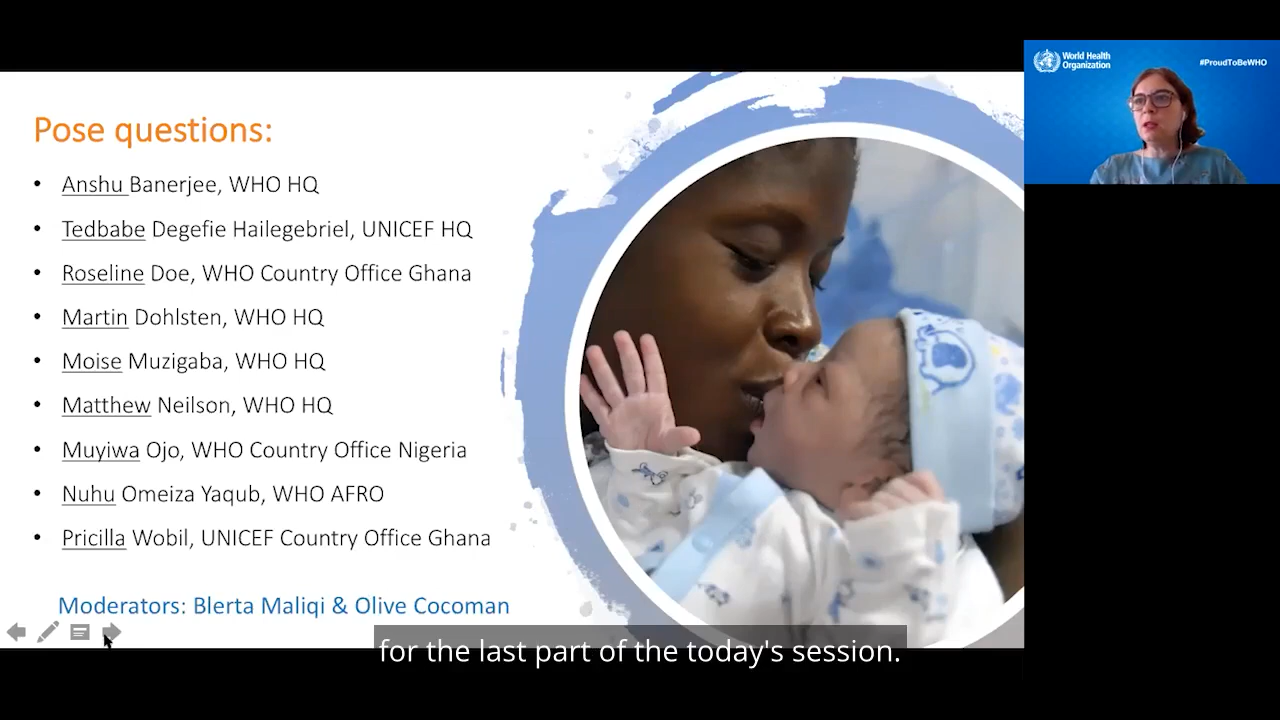 Pose questions:
• Anshu Banerjee, WHO HQ
• Tedbabe Degefie Hailegebriel, UNICEF HQ
• Roseline Doe, WHO Country Office Ghana
• Martin Dohlsten, WHO HQ
• Moise Muzigaba, WHO HQ
• Matthew Neilson, WHO HQ
• Muyiwa Ojo, WHO Country Office Nigeria
• Nuhu Omeiza Yaqub, WHO AFRO
• Pricilla Wobil, UNICEF Country Office Ghana
Moderators: Blerta Maliqi & Olive Cocoman
for the last part of the today's session.
World Health
Organization
#ProudToBeWHO